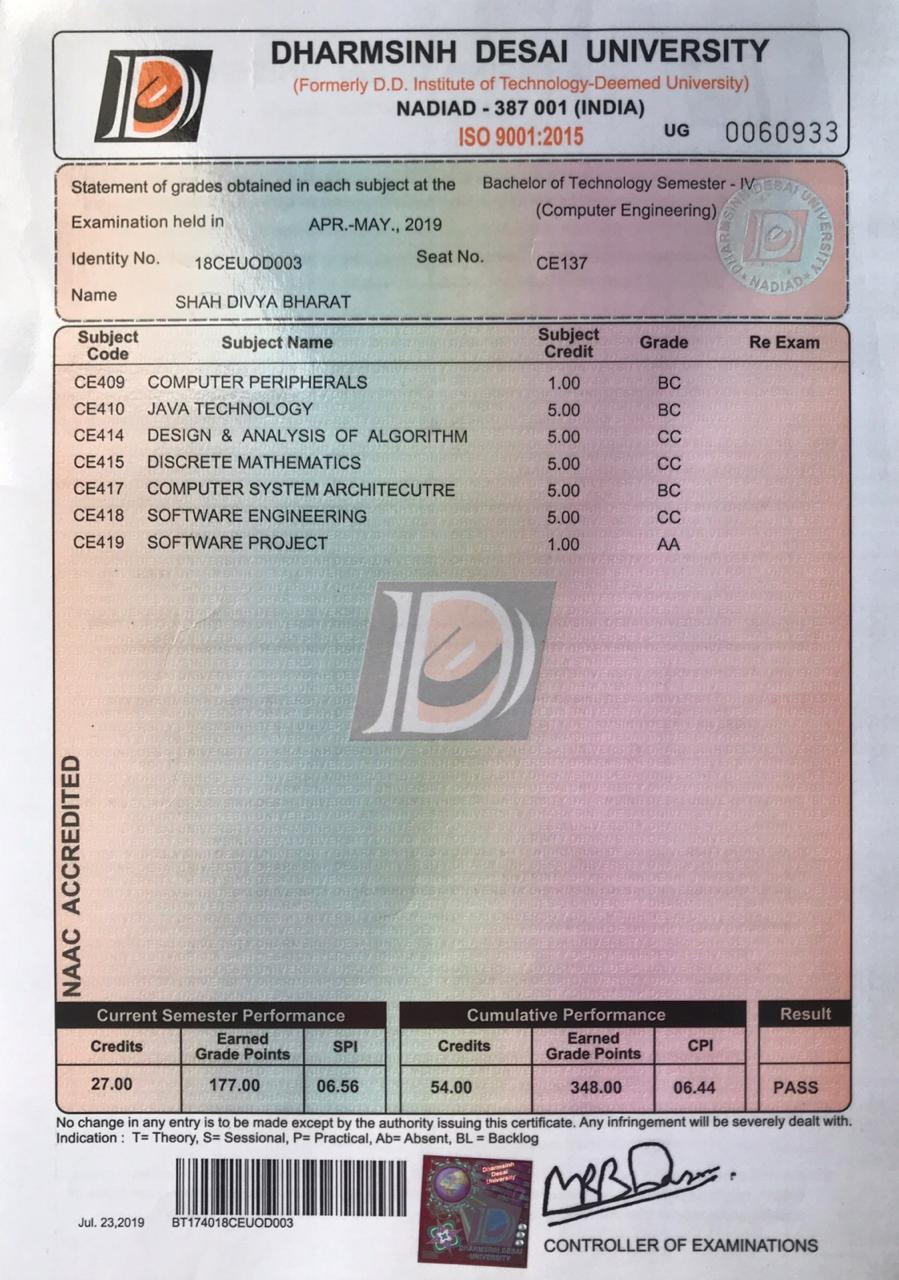 DHARMSINH DESAI UNIVERSITY
(Formerly D.D. Institute of Technology-Deemed University)
NADIAD - 387 001 (INDIA)
ISO 9001:2015 UG 0060933
Statement of grades obtained in each subject at the Bachelor of Technology Semester - IV
(Computer Engineering)
Examination held in APR.-MAY., 2019
Identity No. 18CEUOD003 Seat No. CE137
Name SHAH DIVYA BHARAT
DHARMSINH DESAI UNIVERSITY
NADIAD
Subject Code Subject Name Subject Credit Grade Re Exam
CE409 COMPUTER PERIPHERALS 1.00 BC
CE410 JAVA TECHNOLOGY 5.00 BC
CE414 DESIGN & ANALYSIS OF ALGORITHM 5.00 CC
CE415 DISCRETE MATHEMATICS 5.00 CC
CE417 COMPUTER SYSTEM ARCHITECUTRE 5.00 BC
CE418 SOFTWARE ENGINEERING 5.00 CC
CE419 SOFTWARE PROJECT 1.00 AA
NAAC ACCREDITED
Current Semester Performance Cumulative Performance Result
Credits Earned Grade Points SPI Credits Earned Grade Points CPI
27.00 177.00 06.56 54.00 348.00 06.44 PASS
No change in any entry is to be made except by the authority issuing this certificate. Any infringement will be severely dealt with.
Indication : T= Theory, S= Sessional, P= Practical, Ab= Absent, BL = Backlog
Dharmsinh
Desai
University
DHARMSINH DESAI
UNIVERSITY
Jul. 23,2019 BT174018CEUOD003
CONTROLLER OF EXAMINATIONS